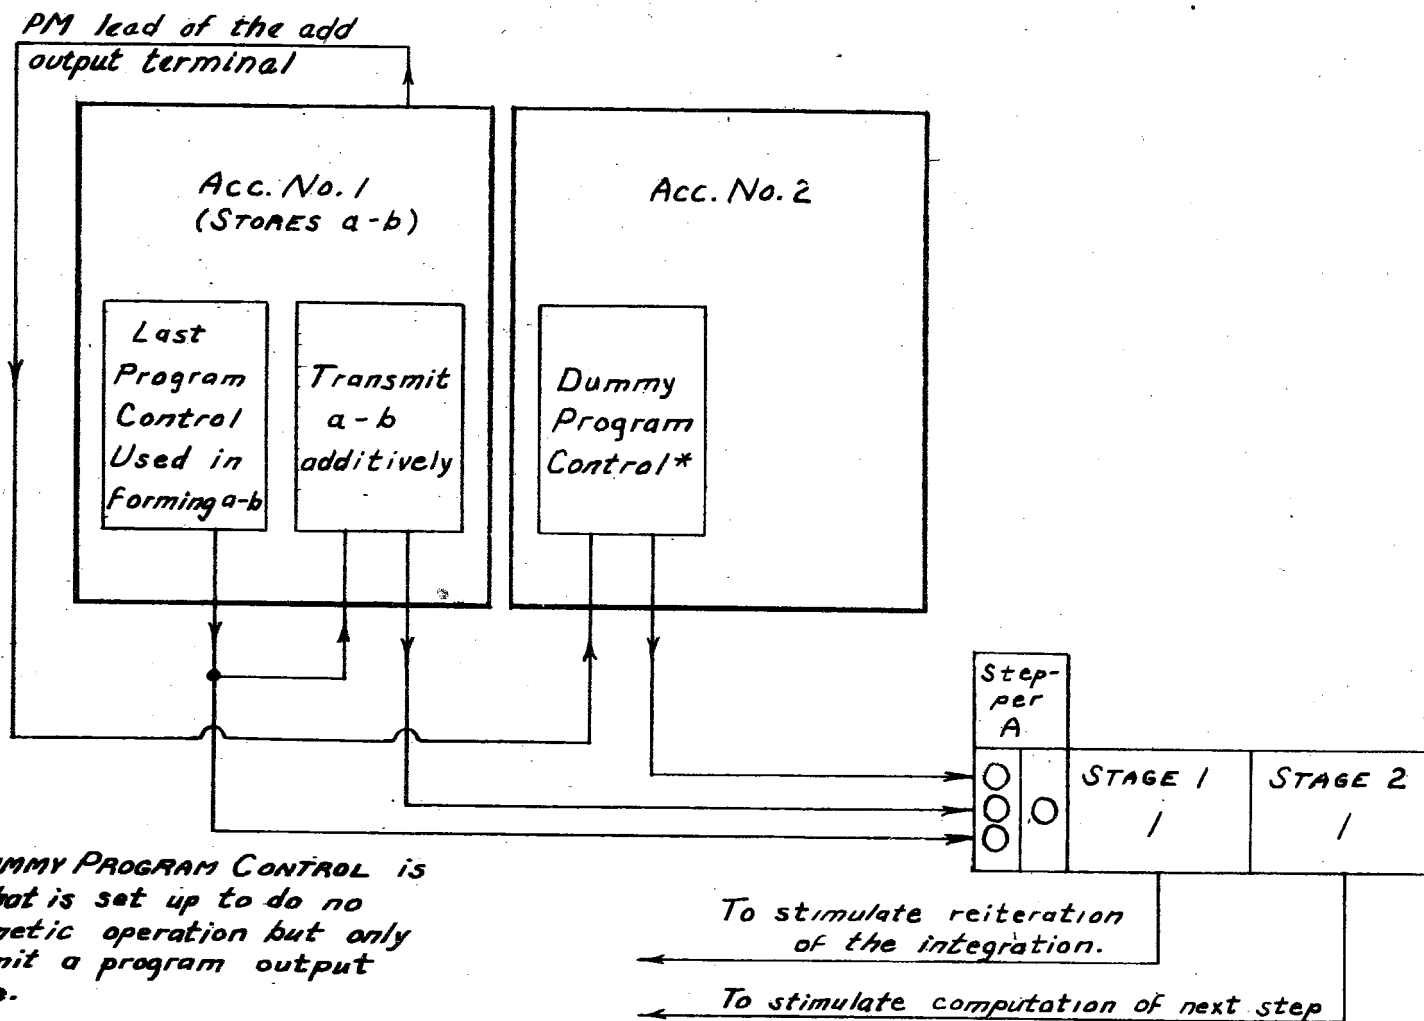 PM lead of the add
output terminal
Acc. No. 1
(STORES a-b)
Acc. No. 2
Last
Program
Control
Used in
forming a-b
Transmit
a-b
additively
Dummy
Program
Control*
Step-
per
A
STAGE 1
1
STAGE 2
1
PROGRAM CONTROL is
is set up to do no
operation but only
a program output
To stimulate reiteration
of the integration.
To stimulate computation of next step